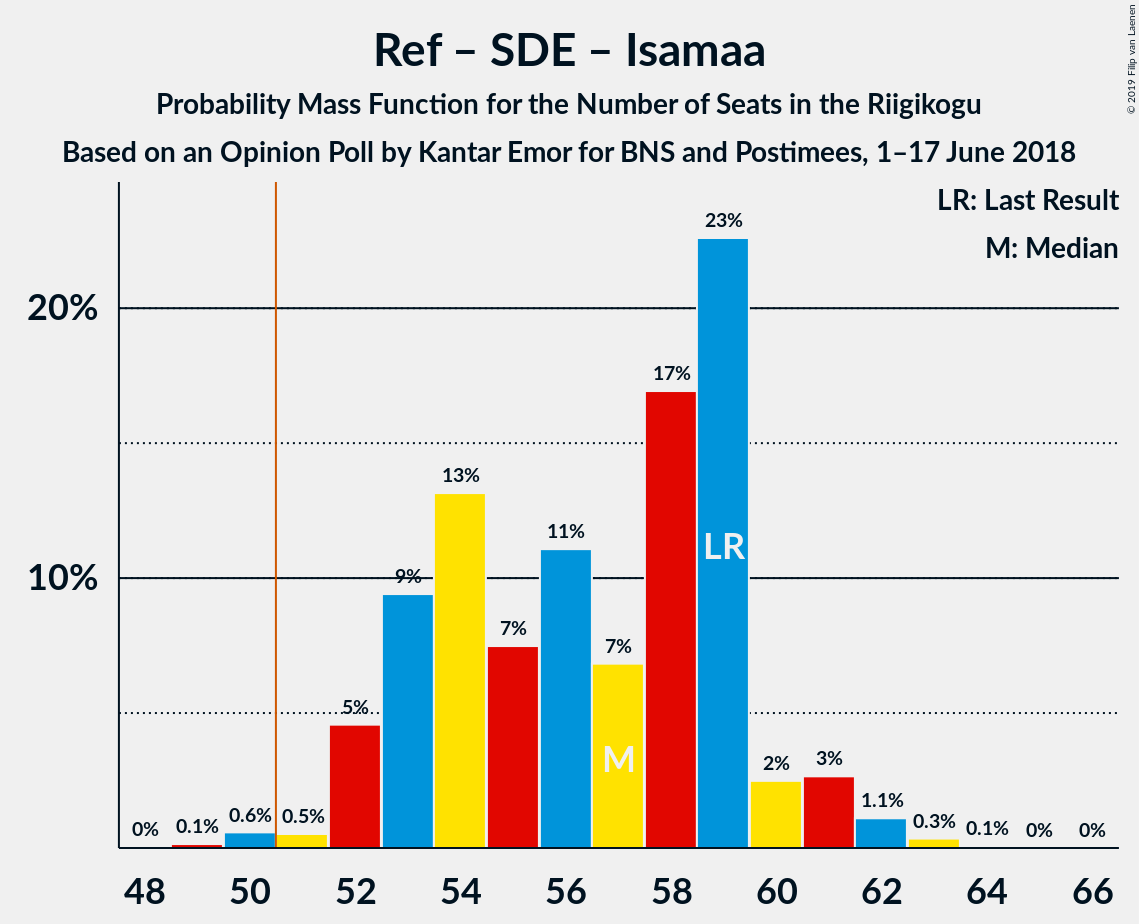 Ref – SDE – Isamaa
Probability Mass Function for the Number of Seats in the Riigikogu
Based on an Opinion Poll by Kantar Emor for BNS and Postimees, 1–17 June 2018
© 2019 Filip van Laenen
LR: Last Result
M: Median
20%
10%
0%
0.1%
0.6%
0.5%
5%
9%
13%
7%
11%
7%
17%
23%
2%
3%
1.1%
0.3%
0.1%
0%
0%
LR
M
48 50 52 54 56 58 60 62 64 66